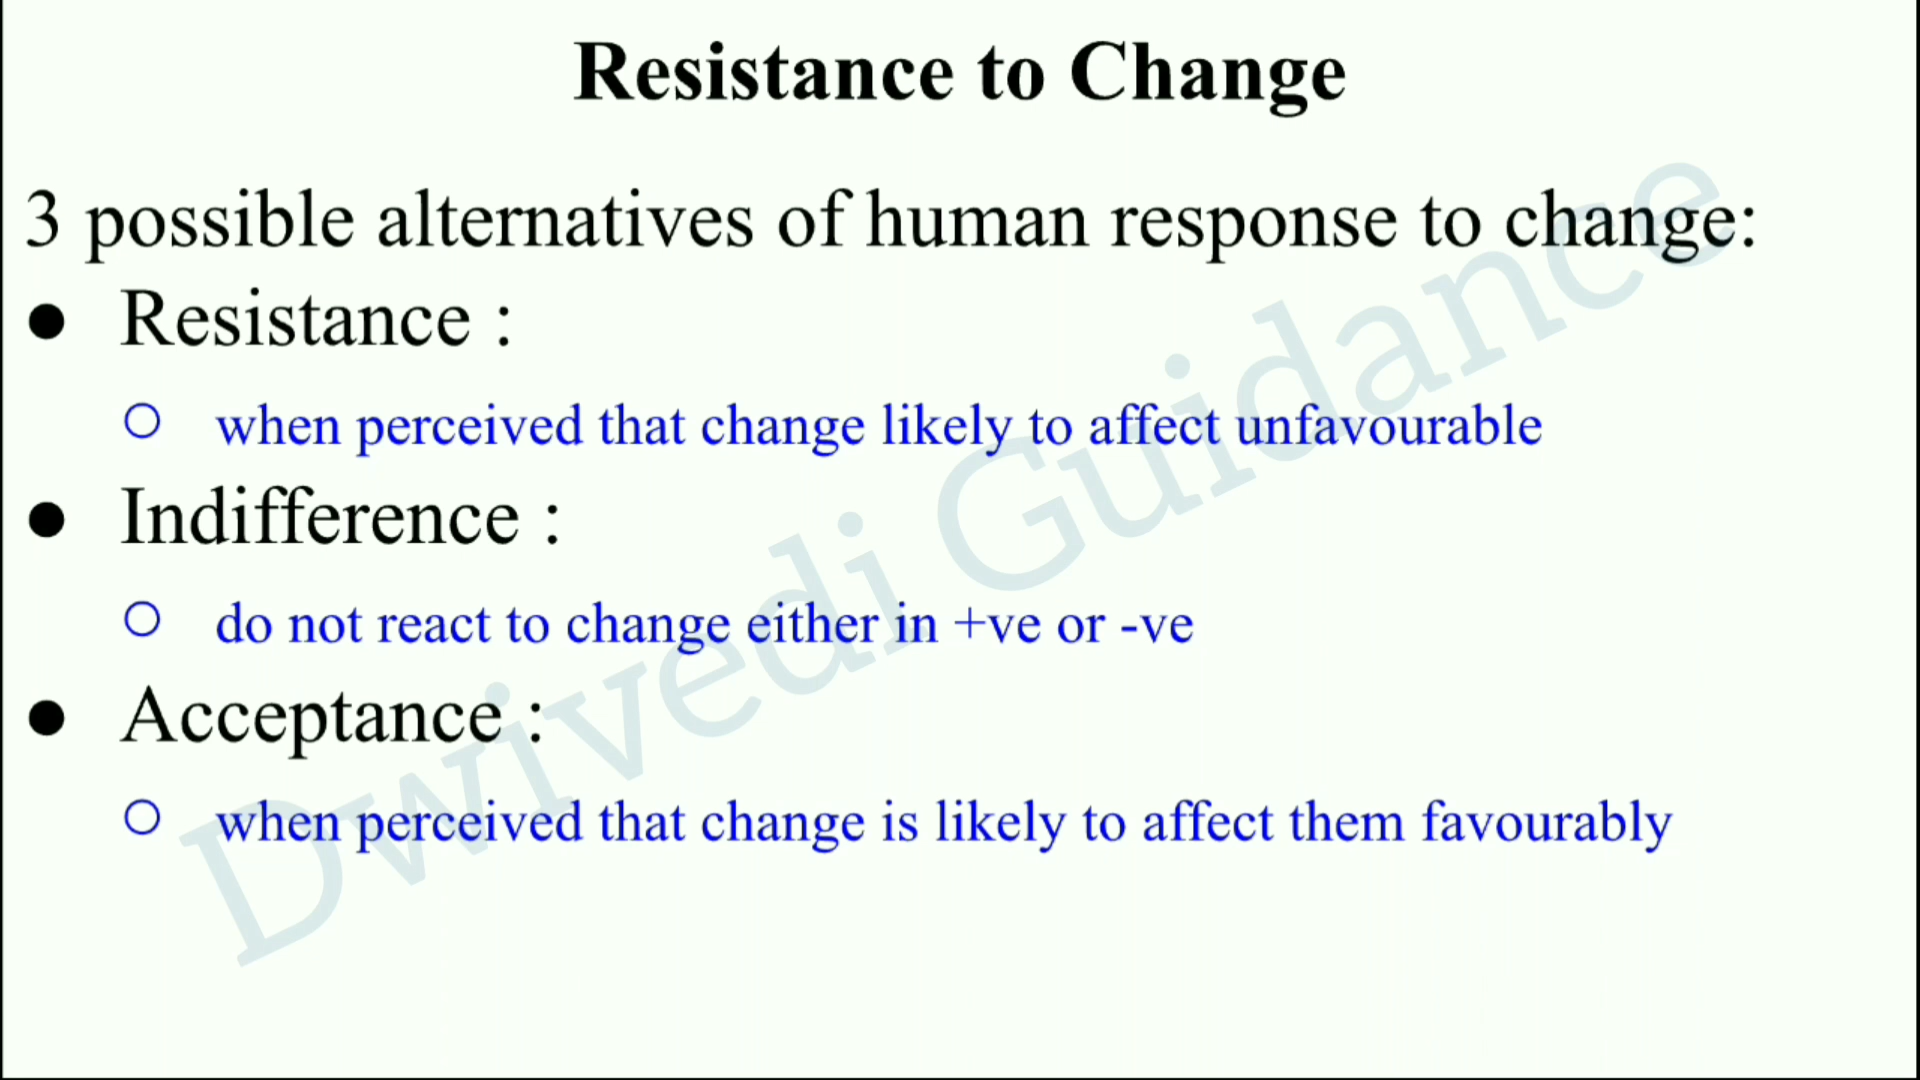 Resistance to Change
3 possible alternatives of human response to change:
● Resistance :
○ when perceived that change likely to affect unfavourable
● Indifference :
○ do not react to change either in +ve or -ve
● Acceptance :
○ when perceived that change is likely to affect them favourably
Dwivedi Guidance